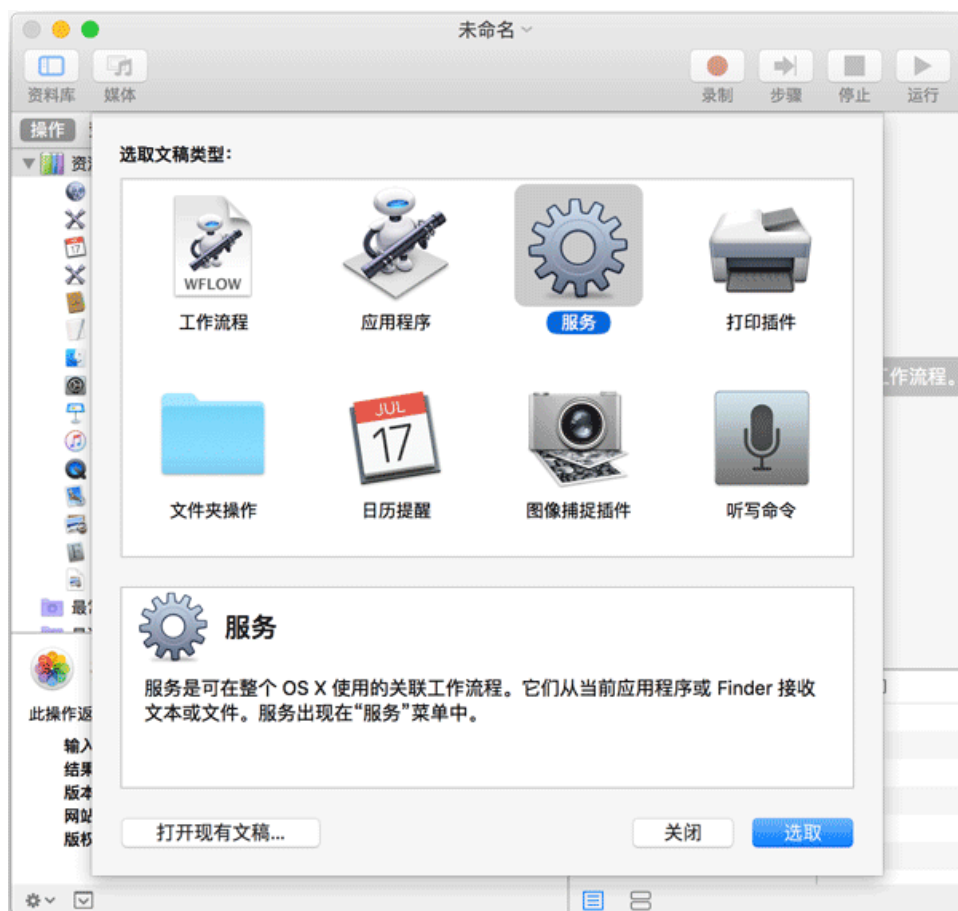 未命名
资料库
媒体
录制
步骤
停止
运行
操作
选取文稿类型：
WFLOW
工作流程
应用程序
服务
打印插件
工作流程。
JUL
17
文件夹操作
日历提醒
图像捕捉插件
听写命令
服务
服务是可在整个 OS X 使用的关联工作流程。它们从当前应用程序或 Finder 接收
文本或文件。服务出现在“服务”菜单中。
此操作返
输入
结果
版本
网站
版权
打开现有文稿...
关闭
选取